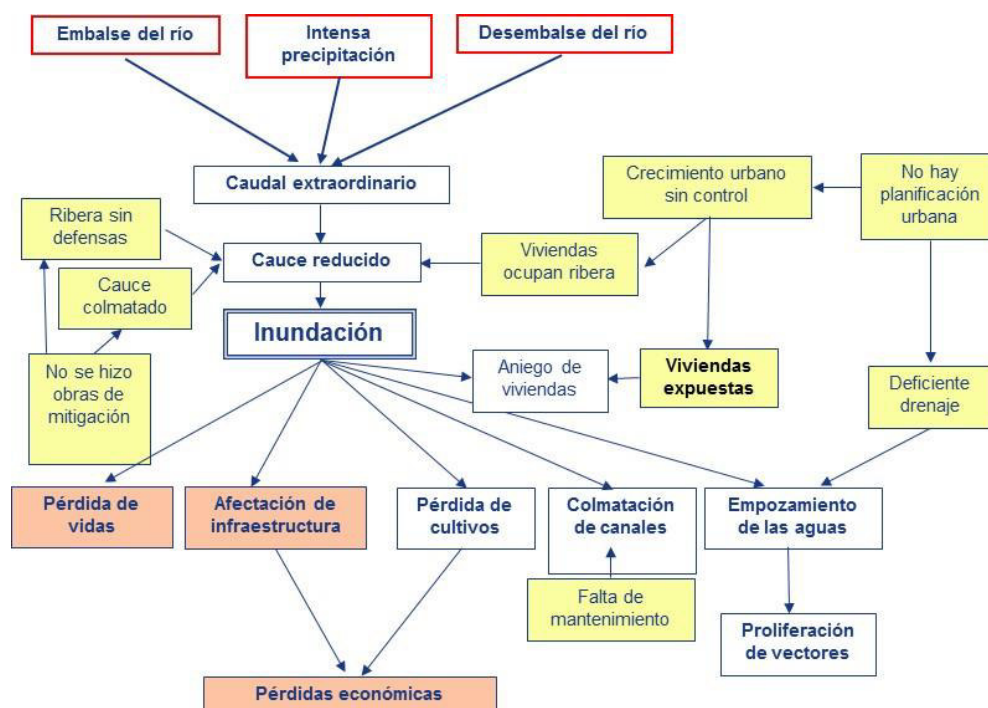 Embalse del río
Intensa
precipitación
Desembalse del río
Caudal extraordinario
Crecimiento urbano
sin control
No hay
planificación
urbana
Ribera sin
defensas
Cauce reducido
Viviendas
ocupan ribera
Cauce
colmatado
Inundación
Aniego de
viviendas
Viviendas
expuestas
No se hizo
obras de
mitigación
Deficiente
drenaje
Pérdida de
vidas
Afectación de
infraestructura
Pérdida de
cultivos
Colmatación
de canales
Empozamiento
de las aguas
Falta de
mantenimiento
Proliferación
de vectores
Pérdidas económicas